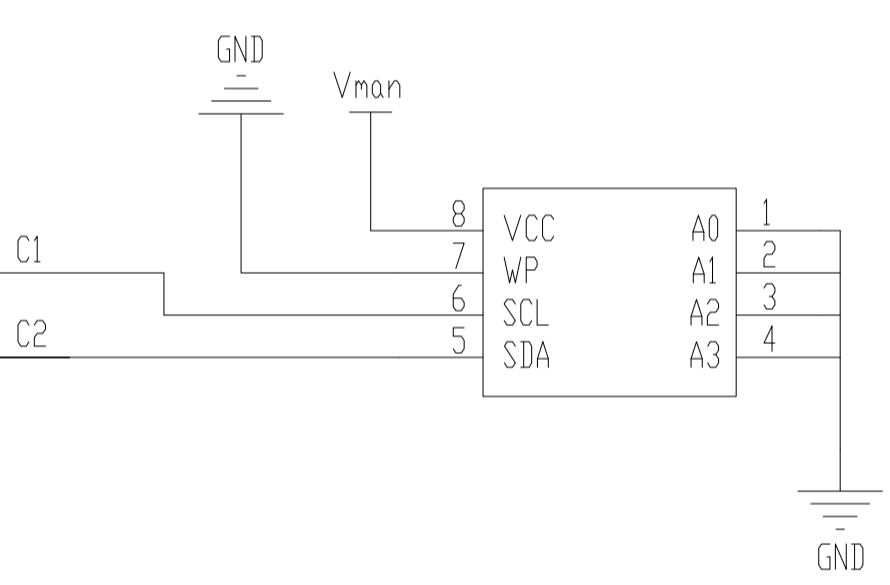 GND
Vman
8 VCC A0 1
C1 7 WP A1 2
6 SCL A2 3
C2 5 SDA A3 4
GND